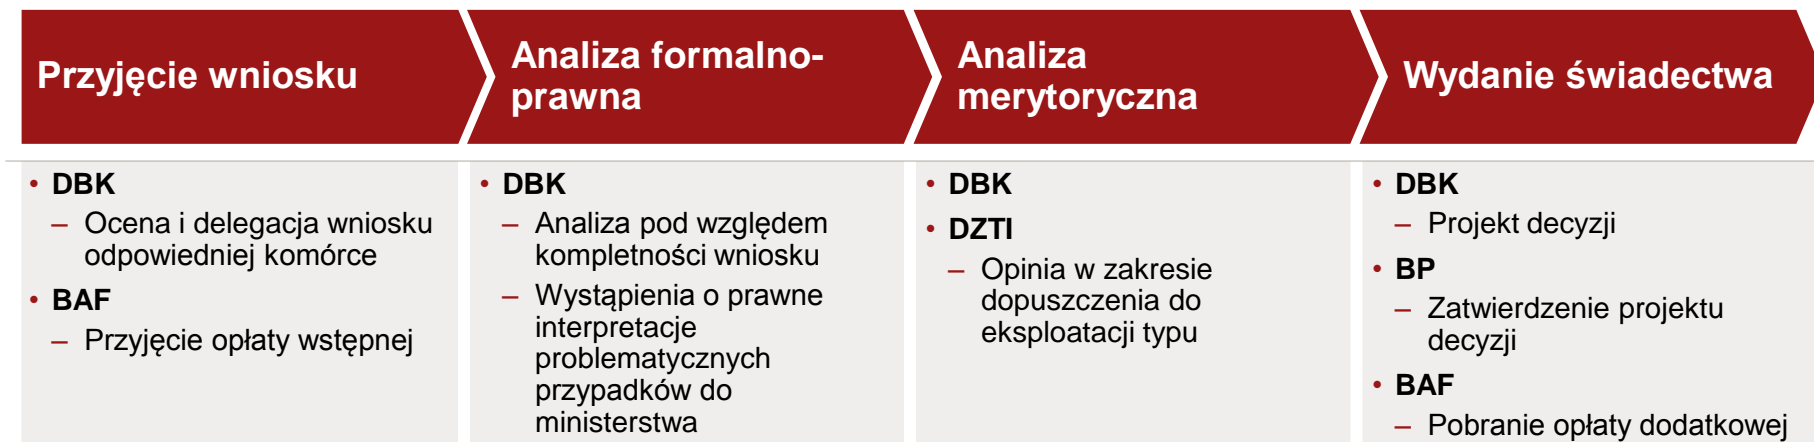 Przyjęcie wniosku
Analiza formalno-
prawna
Analiza
merytoryczna
Wydanie świadectwa
• DBK
– Ocena i delegacja wniosku
odpowiedniej komórce
• BAF
– Przyjęcie opłaty wstępnej
• DBK
– Analiza pod względem
kompletności wniosku
– Wystąpienia o prawne
interpretacje
problematycznych
przypadków do
ministerstwa
• DBK
• DZTI
– Opinia w zakresie
dopuszczenia do
eksploatacji typu
• DBK
– Projekt decyzji
• BP
– Zatwierdzenie projektu
decyzji
• BAF
– Pobranie opłaty dodatkowej